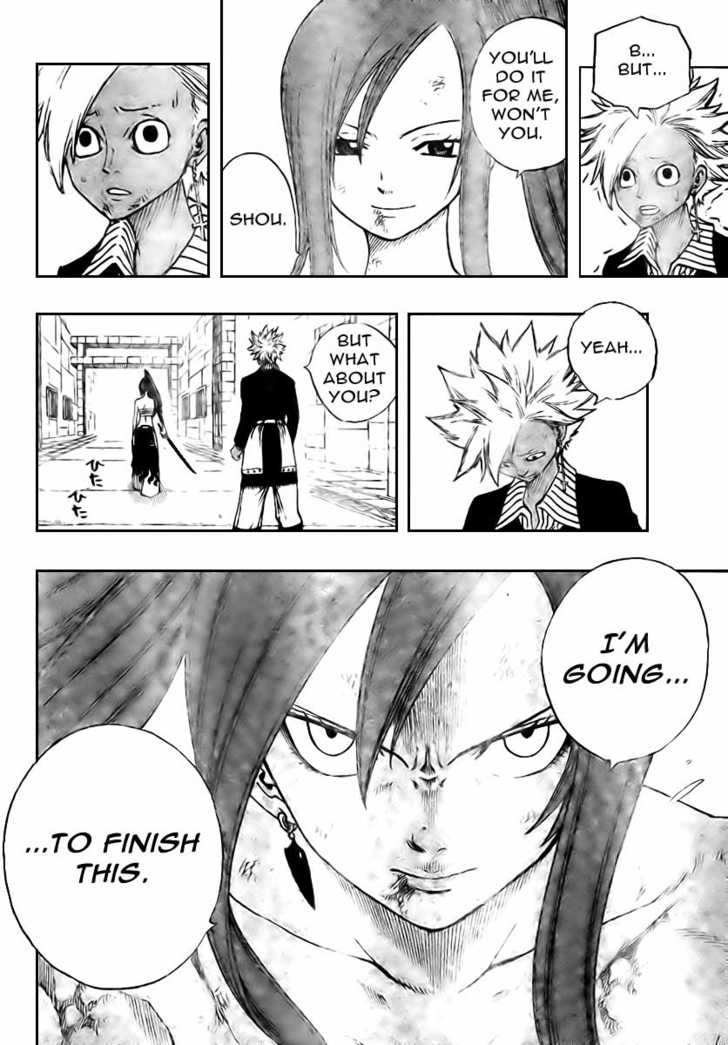 B...
BUT...
YOU'LL
DO IT
FOR ME,
WON'T
YOU.
SHOU.
YEAH...
BUT
WHAT
ABOUT
YOU?
ひた
ひた
I'M
GOING...
...TO FINISH
THIS.